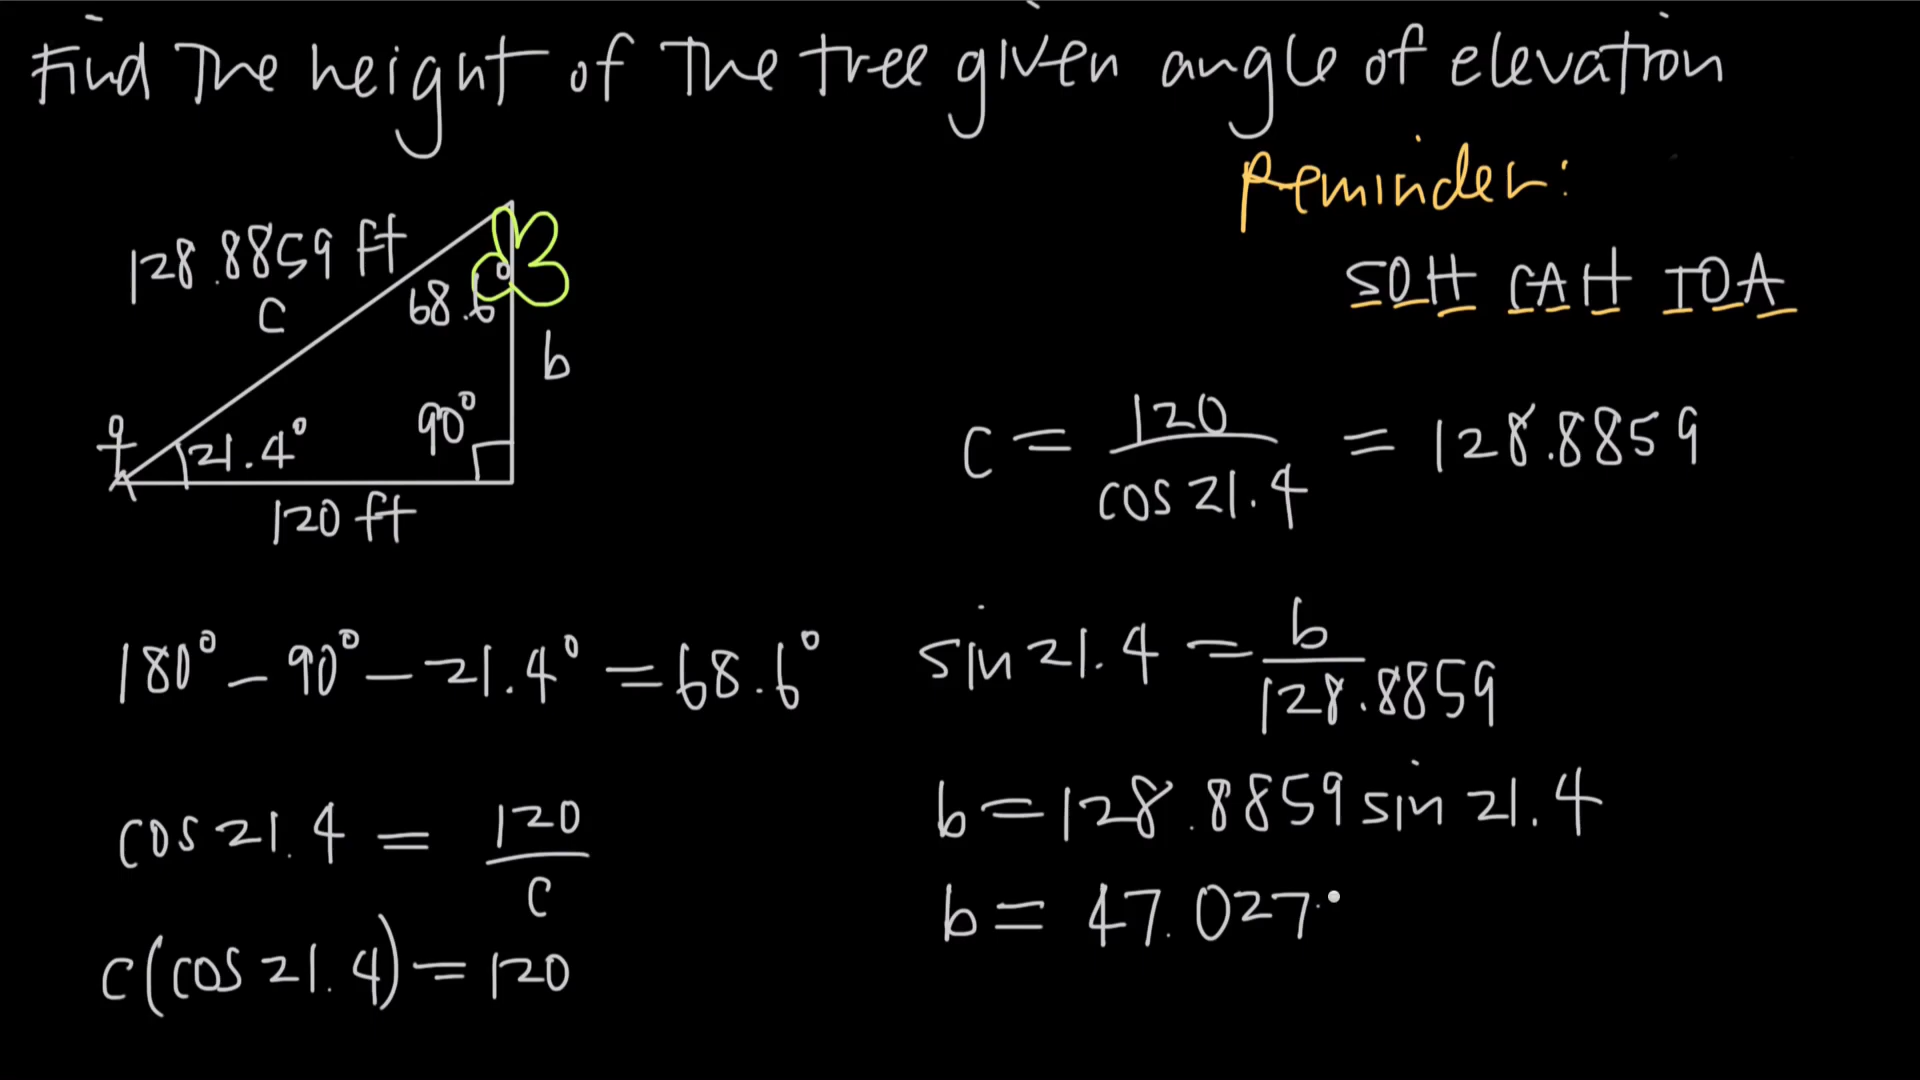 Find The height of The tree given angle of elevation
Reminder:
SOH CAH TOA
128.8859 ft
c
68.6°
b
21.4°
90°
120 ft
c = 120 / cos 21.4 = 128.8859
180° - 90° - 21.4° = 68.6°
sin 21.4 = b / 128.8859
cos 21.4 = 120 / c
b = 128.8859 sin 21.4
c(cos 21.4) = 120
b = 47.027